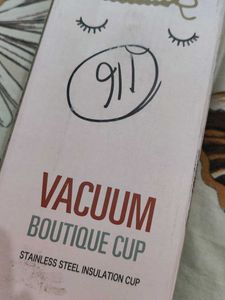 VACUUM
BOUTIQUE CUP
STAINLESS STEEL INSULATION CUP